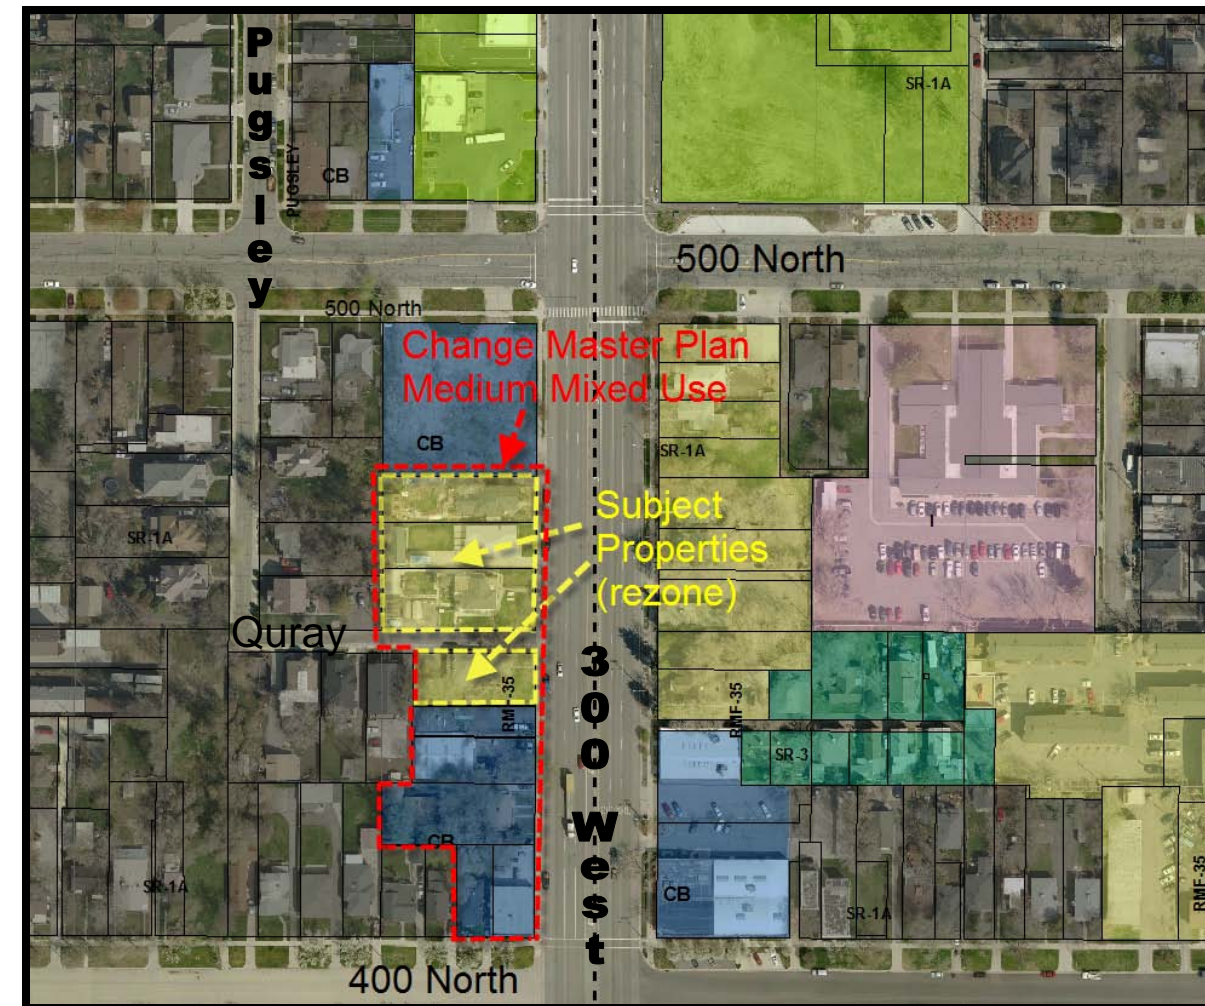 Pugsley
PUGSLEY
CB
SR-1A
500 North
500 North
Change Master Plan
Medium Mixed Use
CB
SR-1A
Subject
Properties
(rezone)
SR-1A
I
Quray
300 West
RMF-35
RMF-35
SR-3
CB
CB
SR-1A
SR-1A
RMF-35
400 North